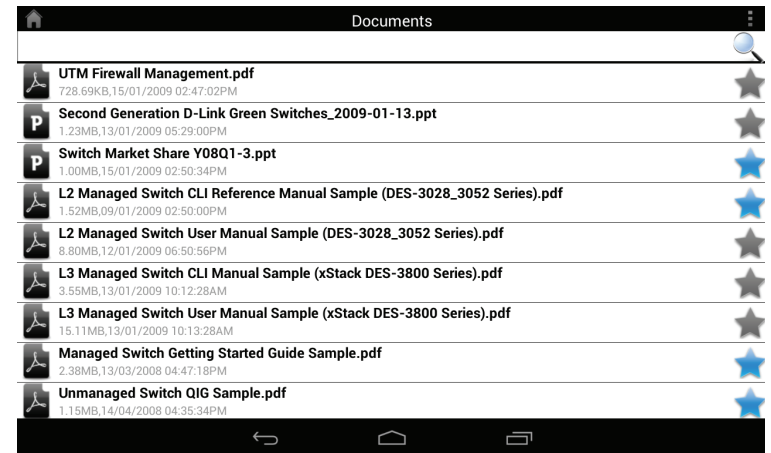 Documents
UTM Firewall Management.pdf
728.69KB,15/01/2009 02:47:02PM
P
Second Generation D-Link Green Switches_2009-01-13.ppt
1.23MB,13/01/2009 05:29:00PM
P
Switch Market Share Y08Q1-3.ppt
1.00MB,15/01/2009 02:50:34PM
L2 Managed Switch CLI Reference Manual Sample (DES-3028_3052 Series).pdf
1.52MB,09/01/2009 02:50:00PM
L2 Managed Switch User Manual Sample (DES-3028_3052 Series).pdf
8.80MB,12/01/2009 06:50:56PM
L3 Managed Switch CLI Manual Sample (xStack DES-3800 Series).pdf
3.55MB,13/01/2009 10:12:28AM
L3 Managed Switch User Manual Sample (xStack DES-3800 Series).pdf
15.11MB,13/01/2009 10:13:28AM
Managed Switch Getting Started Guide Sample.pdf
2.38MB,13/03/2008 04:47:18PM
Unmanaged Switch QIG Sample.pdf
1.15MB,14/04/2008 04:35:34PM